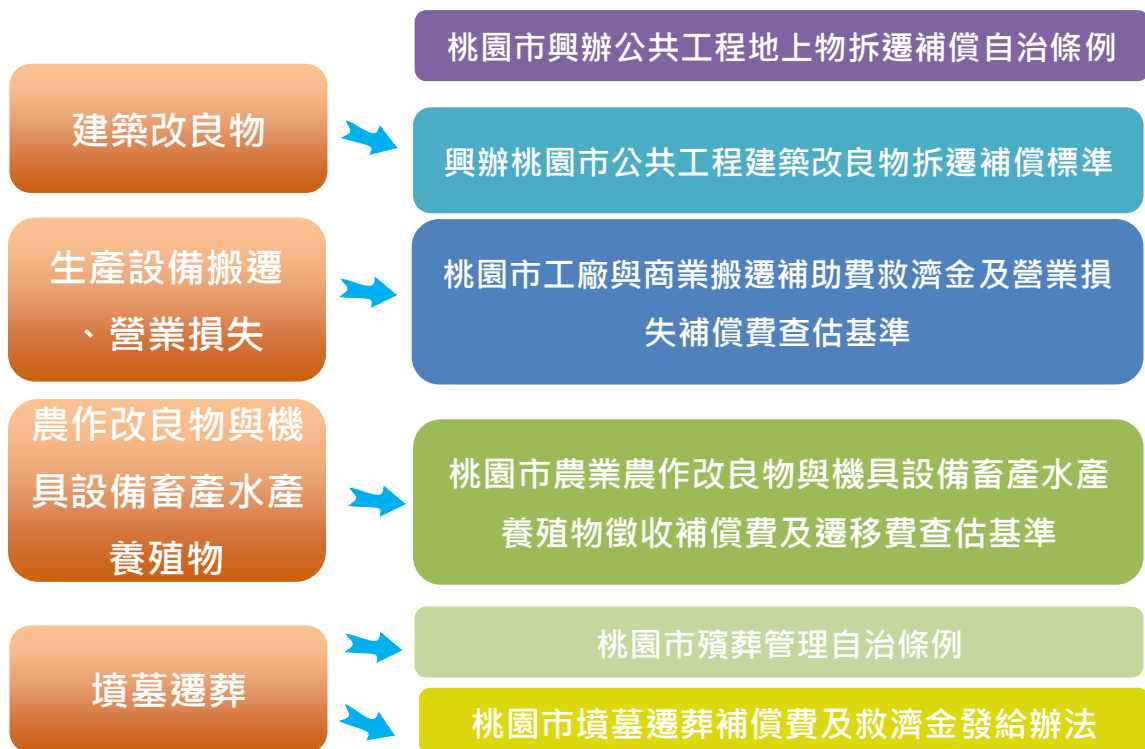 桃園市興辦公共工程地上物拆遷補償自治條例
建築改良物
興辦桃園市公共工程建築改良物拆遷補償標準
生產設備搬遷
、營業損失
桃園市工廠與商業搬遷補助費救濟金及營業損
失補償費查估基準
農作改良物與機
具設備畜產水產
養殖物
桃園市農業農作改良物與機具設備畜產水產
養殖物徵收補償費及遷移費查估基準
墳墓遷葬
桃園市殯葬管理自治條例
桃園市墳墓遷葬補償費及救濟金發給辦法